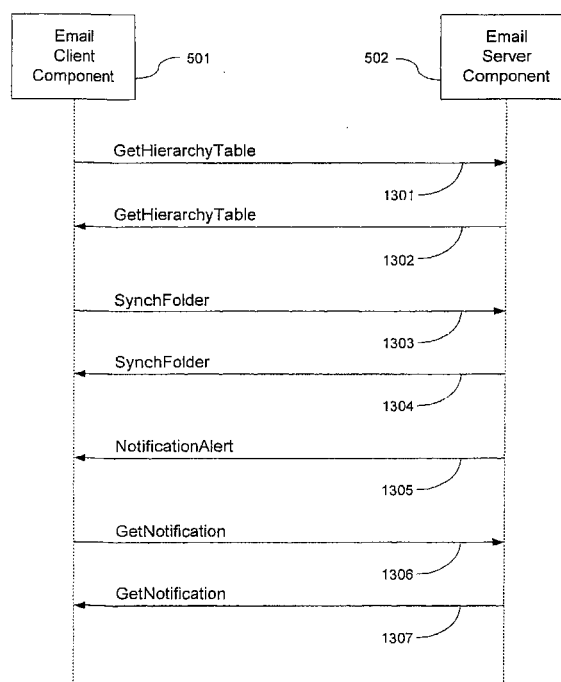 Email
Client
Component
501
502
Email
Server
Component
GetHierarchyTable
1301
GetHierarchyTable
1302
SynchFolder
1303
SynchFolder
1304
NotificationAlert
1305
GetNotification
1306
GetNotification
1307